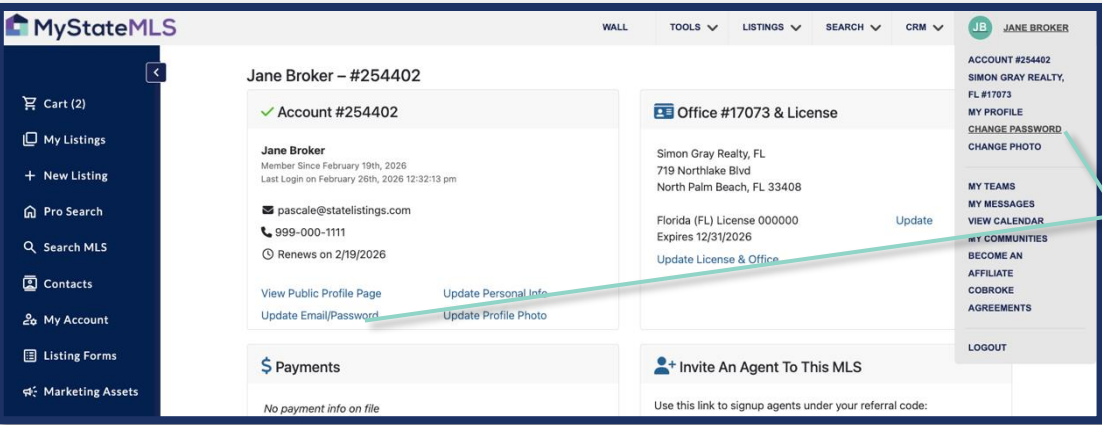 MyStateMLS
WALL
TOOLS
LISTINGS
SEARCH
CRM
JB
JANE BROKER
ACCOUNT #254402
SIMON GRAY REALTY,
FL #17073
MY PROFILE
CHANGE PASSWORD
CHANGE PHOTO
MY TEAMS
MY MESSAGES
VIEW CALENDAR
MY COMMUNITIES
BECOME AN
AFFILIATE
COBROKE
AGREEMENTS
LOGOUT
Cart (2)
My Listings
New Listing
Pro Search
Search MLS
Contacts
My Account
Listing Forms
Marketing Assets
Jane Broker – #254402
Account #254402
Jane Broker
Member Since February 19th, 2026
Last Login on February 26th, 2026 12:32:13 pm
pascale@statelistings.com
999-000-1111
Renews on 2/19/2026
View Public Profile Page
Update Personal Info
Update Email/Password
Update Profile Photo
Office #17073 & License
Simon Gray Realty, FL
719 Northlake Blvd
North Palm Beach, FL 33408
Florida (FL) License 000000
Update
Expires 12/31/2026
Update License & Office
$ Payments
No payment info on file
Invite An Agent To This MLS
Use this link to signup agents under your referral code: